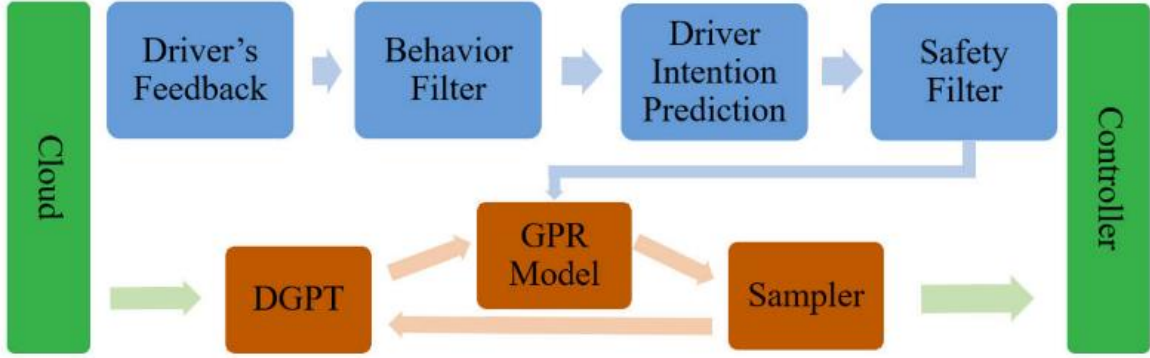 Cloud
Driver's
Feedback
Behavior
Filter
Driver
Intention
Prediction
Safety
Filter
Controller
DGPT
GPR
Model
Sampler